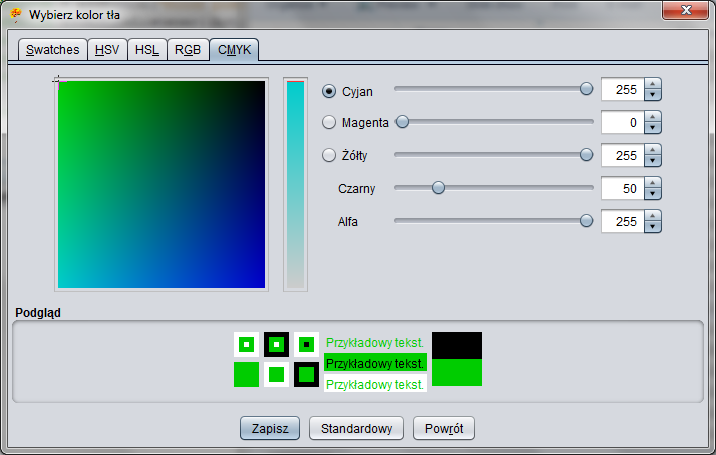 Wybierz kolor tła
Swatches HSV HSL RGB CMYK
Cyjan 255
Magenta 0
Żółty 255
Czarny 50
Alfa 255
Podgląd
Przykładowy tekst.
Przykładowy tekst.
Przykładowy tekst.
Zapisz Standardowy Powrót